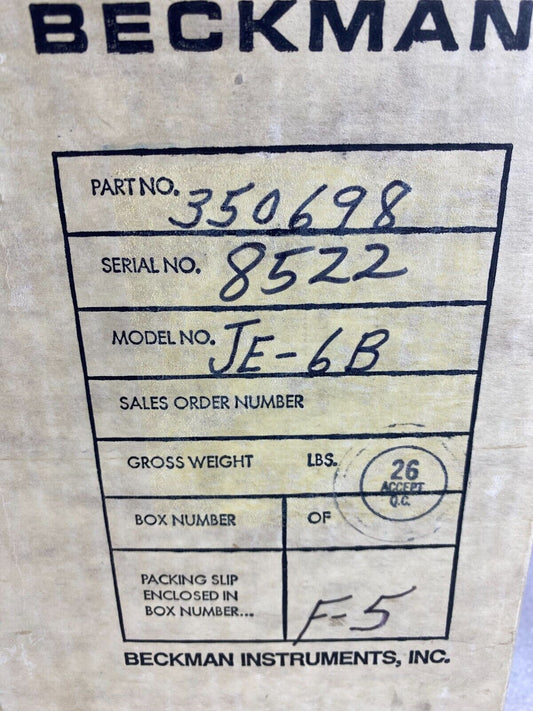 BECKMAN
PART NO. 350698
SERIAL NO. 8522
MODEL NO. JE-6B
SALES ORDER NUMBER
GROSS WEIGHT LBS.
26
ACCEPT
Q.C.
BOX NUMBER OF
PACKING SLIP
ENCLOSED IN
BOX NUMBER... F-5
BECKMAN INSTRUMENTS, INC.